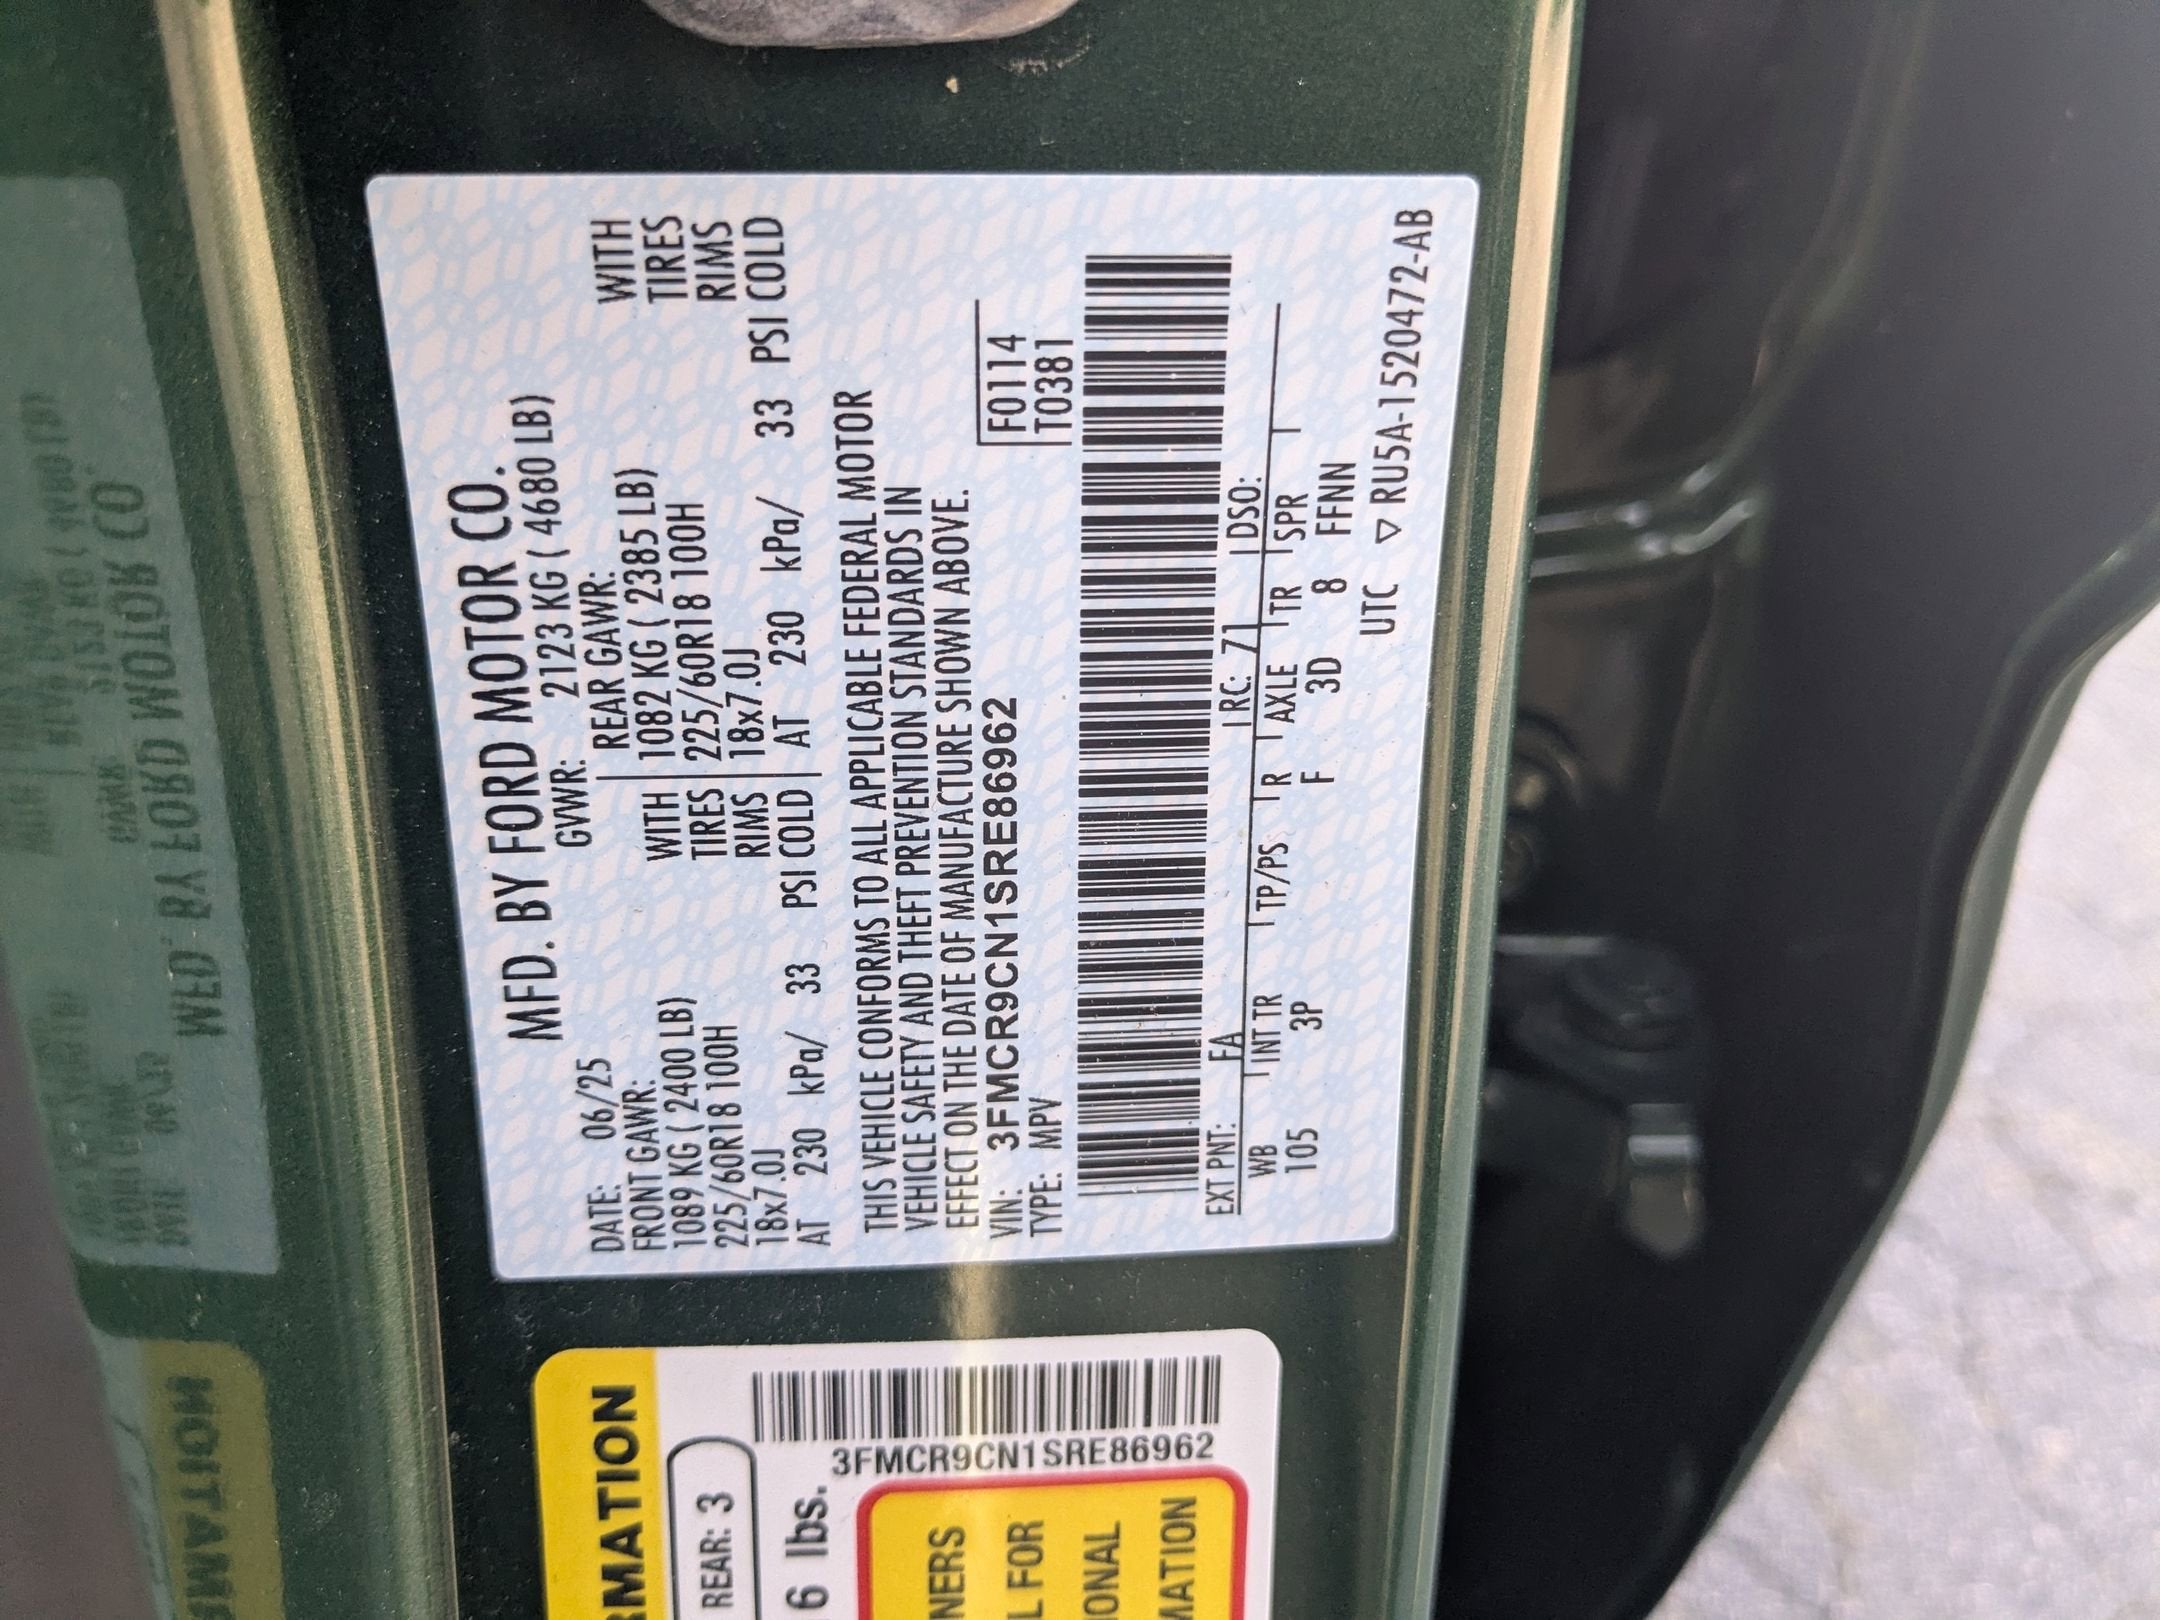 MFD. BY FORD MOTOR CO.
DATE: 06/25 GVWR: 2123 KG ( 4680 LB)
FRONT GAWR: REAR GAWR:
1089 KG ( 2400 LB) WITH 1082 KG ( 2385 LB) WITH
225/60R18 100H TIRES 225/60R18 100H TIRES
18x7.0J RIMS 18x7.0J RIMS
AT 230 kPa/ 33 PSI COLD AT 230 kPa/ 33 PSI COLD
THIS VEHICLE CONFORMS TO ALL APPLICABLE FEDERAL MOTOR
VEHICLE SAFETY AND THEFT PREVENTION STANDARDS IN
EFFECT ON THE DATE OF MANUFACTURE SHOWN ABOVE.
VIN: 3FMCR9CN1SRE86962 F0114
TYPE: MPV T0381
EXT PNT: FA RC: 71 DSO:
WB INT TR TP/PS R AXLE TR SPR
105 3P F 3D 8 FFNN
UTC ▽ RU5A-1520472-AB
RMATION
REAR: 3
6 lbs.
3FMCR9CN1SRE86962
NERS
L FOR
IONAL
MATION